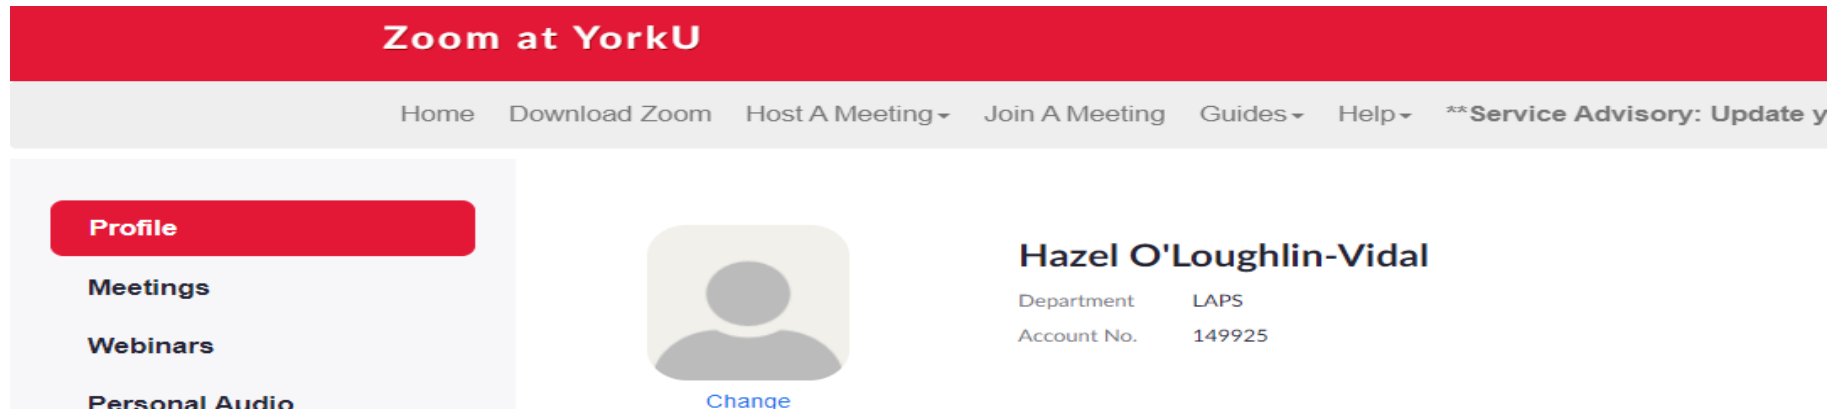 Zoom at YorkU
Home Download Zoom Host A Meeting Join A Meeting Guides Help **Service Advisory: Update y
Profile
Meetings
Webinars
Personal Audio
Change
Hazel O'Loughlin-Vidal
Department LAPS
Account No. 149925